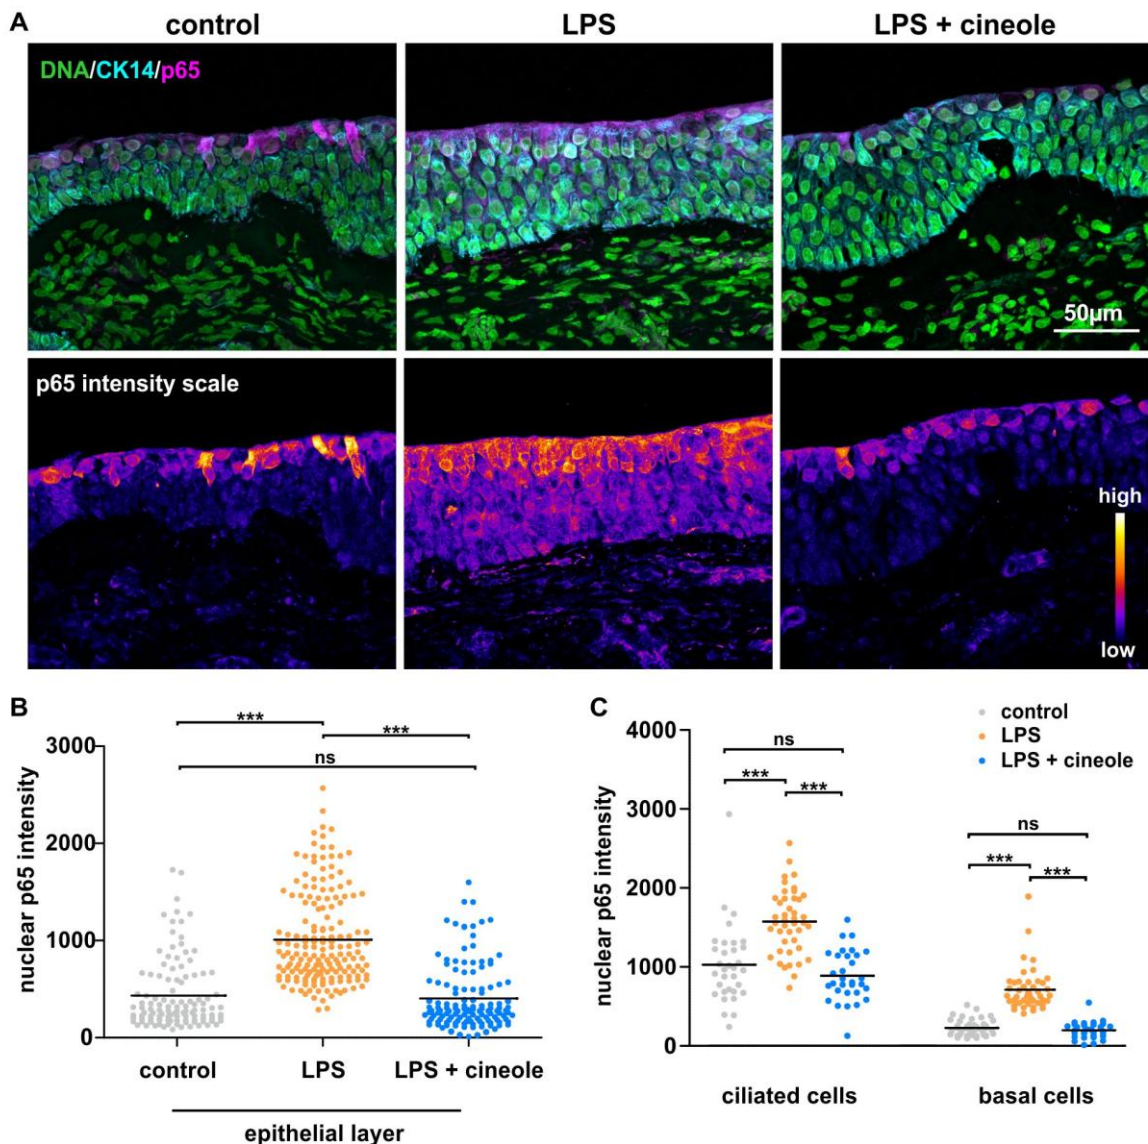 A
control
LPS
LPS + cineole
DNA/CK14/p65
50µm
p65 intensity scale
high
low
B
***
***
ns
3000
2000
1000
0
nuclear p65 intensity
control
LPS
LPS + cineole
epithelial layer
C
control
LPS
LPS + cineole
4000
3000
2000
1000
0
nuclear p65 intensity
ns
***
***
ns
***
***
ciliated cells
basal cells